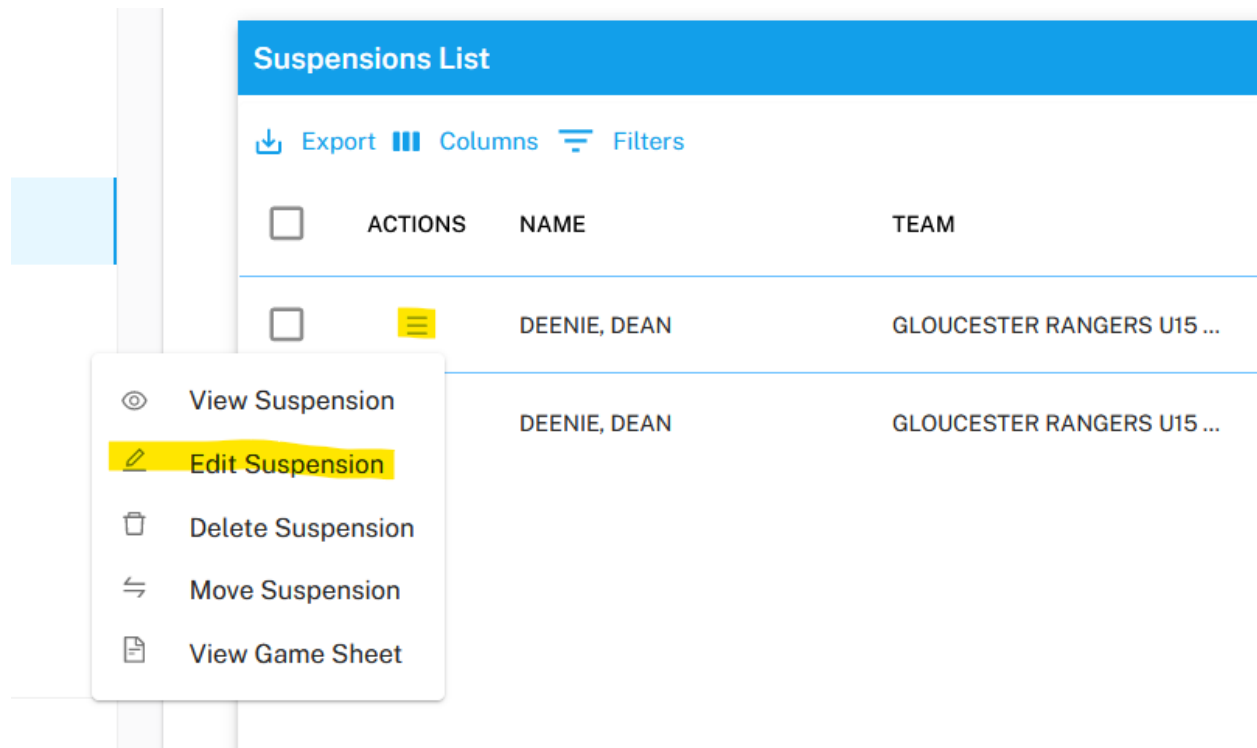 Suspensions List
Export Columns Filters
ACTIONS NAME TEAM
DEENIE, DEAN GLOUCESTER RANGERS U15 ...
DEENIE, DEAN GLOUCESTER RANGERS U15 ...
View Suspension
Edit Suspension
Delete Suspension
Move Suspension
View Game Sheet